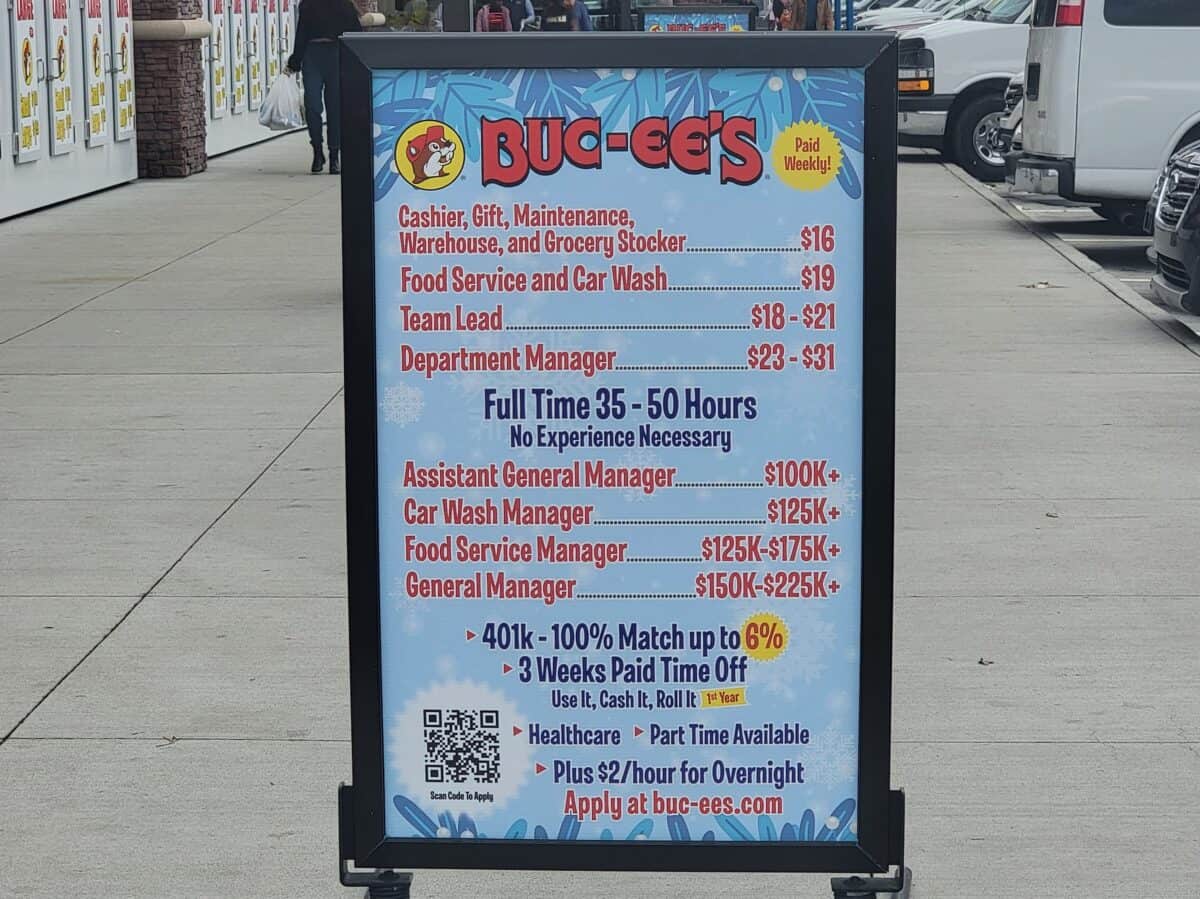 BUC-EE'S
Paid
Weekly!
Cashier, Gift, Maintenance,
Warehouse, and Grocery Stocker..............................$16
Food Service and Car Wash..................................$19
Team Lead..................................................$18 - $21
Department Manager..................................$23 - $31
Full Time 35 - 50 Hours
No Experience Necessary
Assistant General Manager......................$100K+
Car Wash Manager............................................$125K+
Food Service Manager...................$125K-$175K+
General Manager..............................$150K-$225K+
401k - 100% Match up to 6%
3 Weeks Paid Time Off
Use It, Cash It, Roll It 1st Year
Healthcare Part Time Available
Plus $2/hour for Overnight
Scan Code To Apply
Apply at buc-ees.com